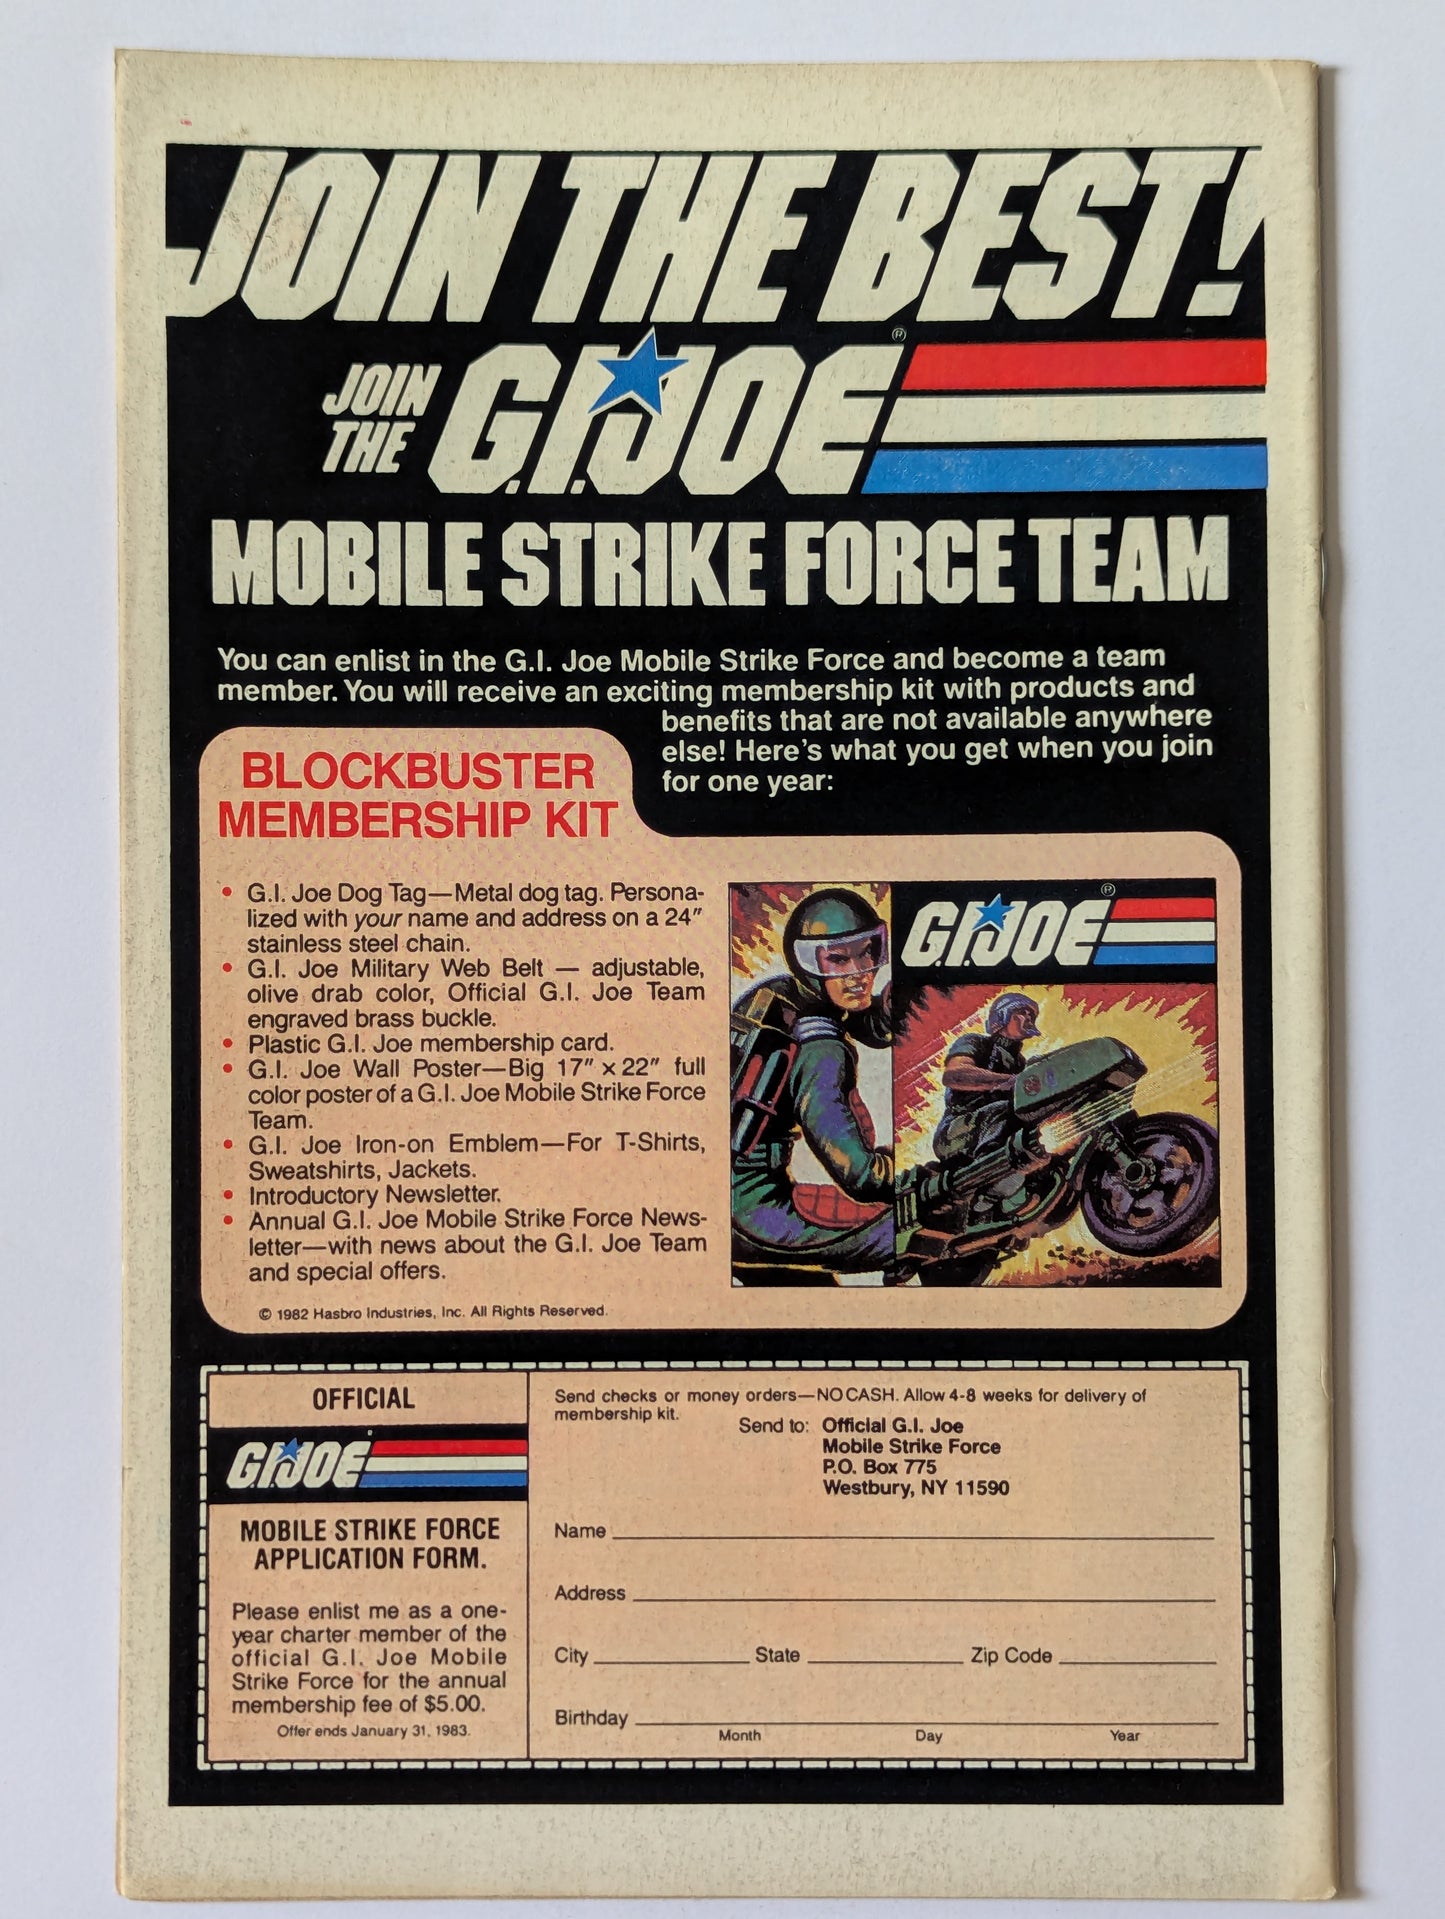 JOIN THE BEST!
JOIN
THE
G.I. JOE®
MOBILE STRIKE FORCE TEAM
You can enlist in the G.I. Joe Mobile Strike Force and become a team
member. You will receive an exciting membership kit with products and
benefits that are not available anywhere
else! Here's what you get when you join
for one year:
BLOCKBUSTER
MEMBERSHIP KIT
• G.I. Joe Dog Tag—Metal dog tag. Persona-
lized with your name and address on a 24″
stainless steel chain.
• G.I. Joe Military Web Belt — adjustable,
olive drab color, Official G.I. Joe Team
engraved brass buckle.
• Plastic G.I. Joe membership card.
• G.I. Joe Wall Poster—Big 17″ x 22″ full
color poster of a G.I. Joe Mobile Strike Force
Team.
• G.I. Joe Iron-on Emblem—For T-Shirts,
Sweatshirts, Jackets.
• Introductory Newsletter.
• Annual G.I. Joe Mobile Strike Force News-
letter—with news about the G.I. Joe Team
and special offers.
© 1982 Hasbro Industries, Inc. All Rights Reserved.
G.I. JOE®
OFFICIAL
G.I. JOE
MOBILE STRIKE FORCE
APPLICATION FORM.
Please enlist me as a one-
year charter member of the
official G.I. Joe Mobile
Strike Force for the annual
membership fee of $5.00.
Offer ends January 31, 1983.
Send checks or money orders—NO CASH. Allow 4-8 weeks for delivery of
membership kit.
Send to: Official G.I. Joe
Mobile Strike Force
P.O. Box 775
Westbury, NY 11590
Name
Address
City State Zip Code
Birthday
Month Day Year